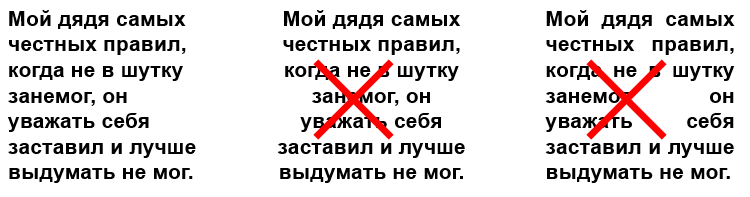 Мой дядя самых
честных правил,
когда не в шутку
занемог, он
уважать себя
заставил и лучше
выдумать не мог.
Мой дядя самых
честных правил,
когда не в шутку
занемог, он
уважать себя
заставил и лучше
выдумать не мог.
Мой дядя самых
честных правил,
когда не в шутку
занемог он
уважать себя
заставил и лучше
выдумать не мог.